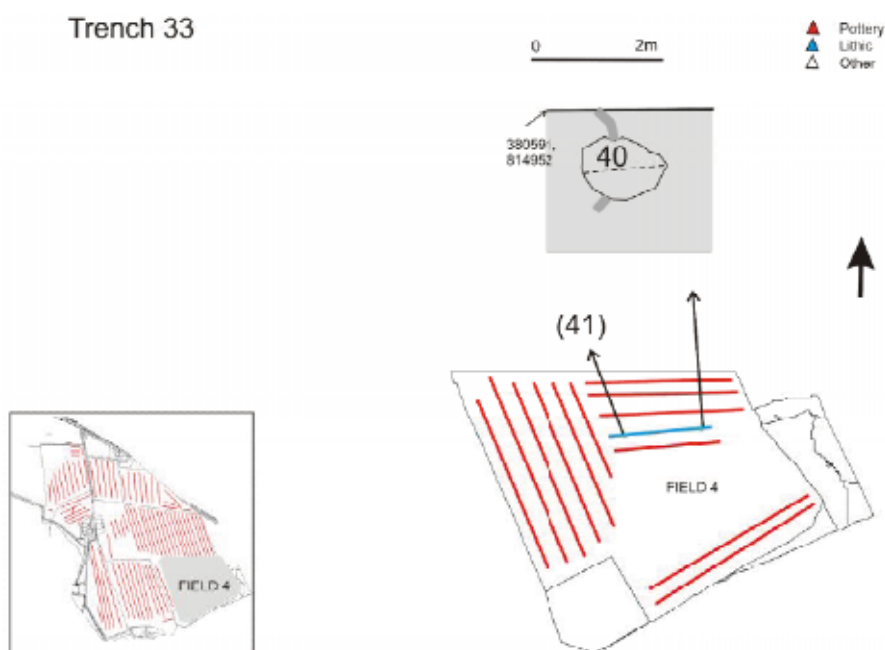 Trench 33
0 2m
Pottery
Lithic
Other
380591,
814952
40
(41)
FIELD 4
FIELD 4